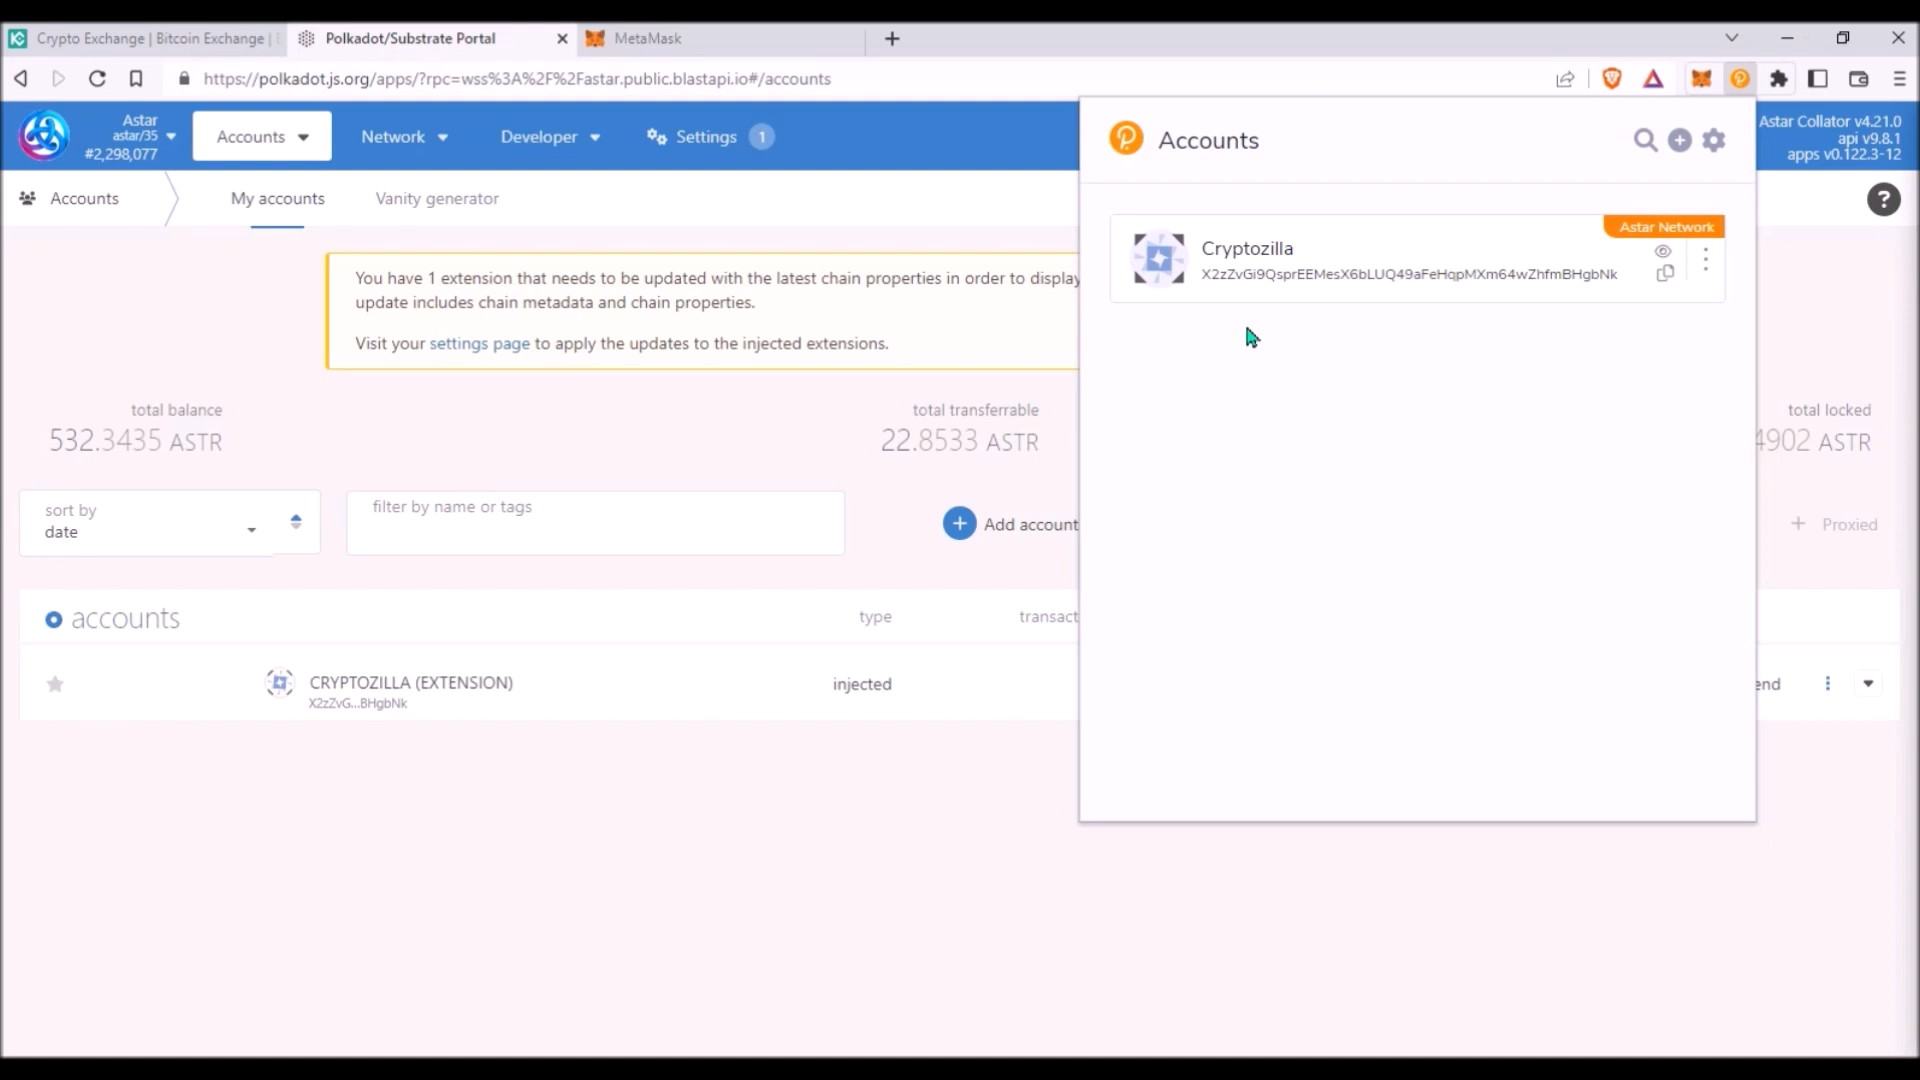 Crypto Exchange | Bitcoin Exchange |
Polkadot/Substrate Portal
MetaMask
https://polkadot.js.org/apps/?rpc=wss%3A%2F%2Fastar.public.blastapi.io#/accounts
Astar
astar/35
#2,298,077
Accounts
Network
Developer
Settings
1
Astar Collator v4.21.0
api v9.8.1
apps v0.122.3-12
Accounts
My accounts
Vanity generator
?
Accounts
Astar Network
Cryptozilla
X2zZvGi9QsprEEMesX6bLUQ49aFeHqpMXm64wZhfmBHgbNk
You have 1 extension that needs to be updated with the latest chain properties in order to display
update includes chain metadata and chain properties.
Visit your settings page to apply the updates to the injected extensions.
total balance
532.3435 ASTR
total transferrable
22.8533 ASTR
total locked
4902 ASTR
sort by
date
filter by name or tags
Add account
Proxied
accounts
type
transact
CRYPTOZILLA (EXTENSION)
X2zZvG...BHgbNk
injected
end